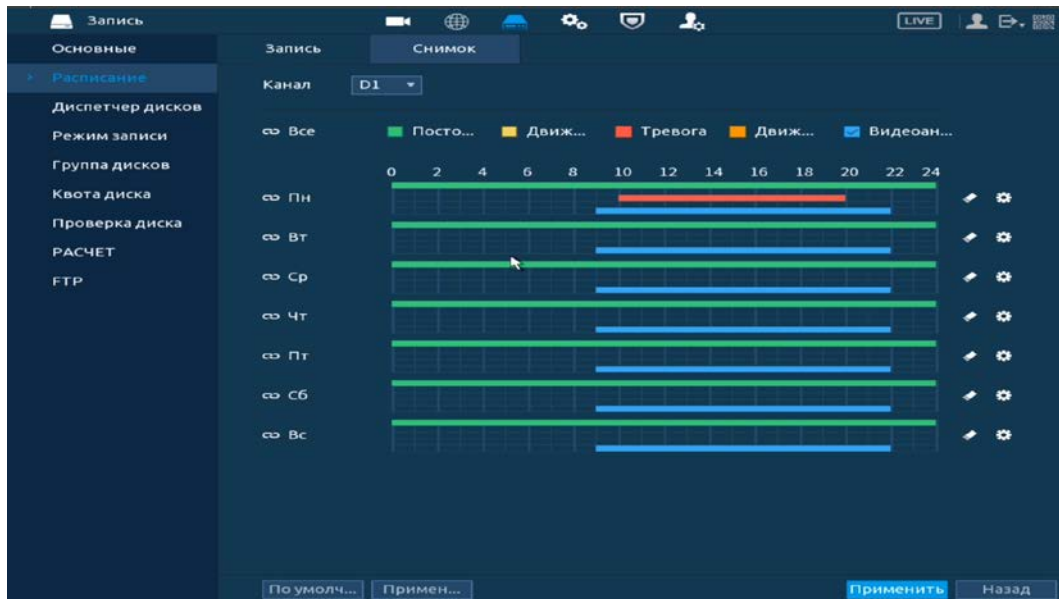 Запись LIVE
Основные Запись Снимок
Расписание
Канал D1
Диспетчер дисков
Режим записи
Все Посто... Движ... Тревога Движ... Видеоан...
Группа дисков
0 2 4 6 8 10 12 14 16 18 20 22 24
Квота диска
Пн
Проверка диска
Вт
РАСЧЕТ
Ср
FTP
Чт
Пт
Сб
Вс
По умолч... Примен... Применить Назад